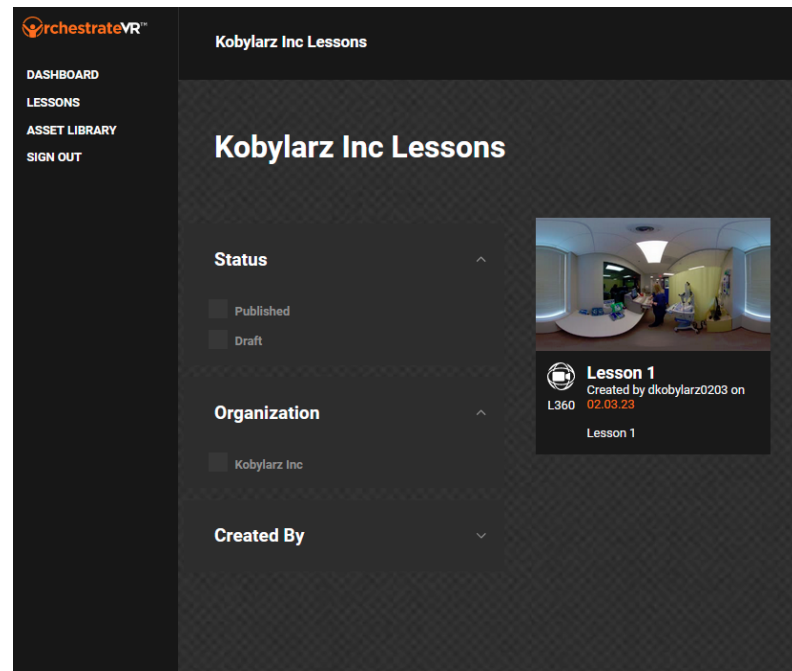 OrchestrateVR™
DASHBOARD
LESSONS
ASSET LIBRARY
SIGN OUT
Kobylarz Inc Lessons
Kobylarz Inc Lessons
Status
Published
Draft
Organization
Kobylarz Inc
Created By
L360
Lesson 1
Created by dkobylarz0203 on
02.03.23
Lesson 1